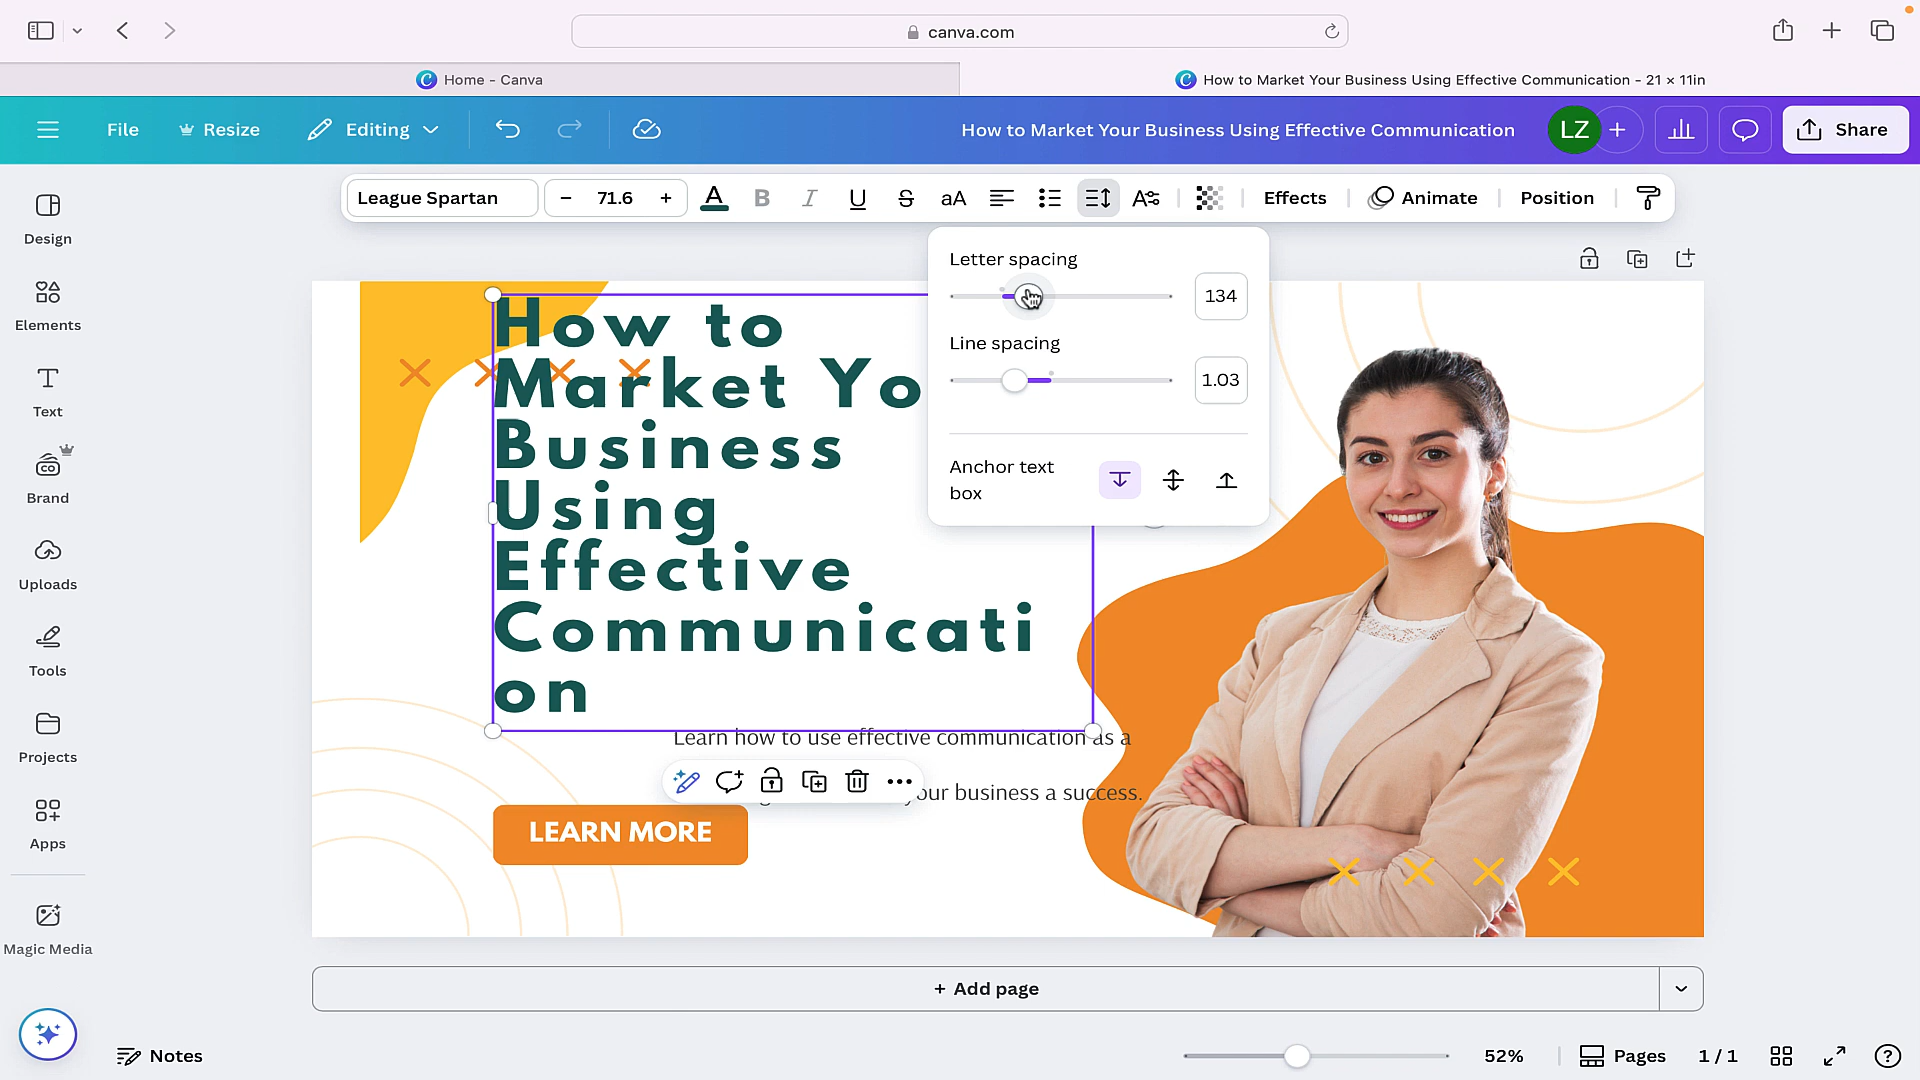 canva.com
Home - Canva
How to Market Your Business Using Effective Communication - 21 × 11in
File
Resize
Editing
How to Market Your Business Using Effective Communication
LZ
Share
League Spartan
71.6
A
B
I
U
S
aA
Effects
Animate
Position
Design
Elements
Text
Brand
Uploads
Tools
Projects
Apps
Magic Media
Letter spacing
134
Line spacing
1.03
Anchor text
box
How to
Market Yo
Business
Using
Effective
Communicati
on
Learn how to use effective communication as a
your business a success.
LEARN MORE
+ Add page
Notes
52%
Pages
1 / 1